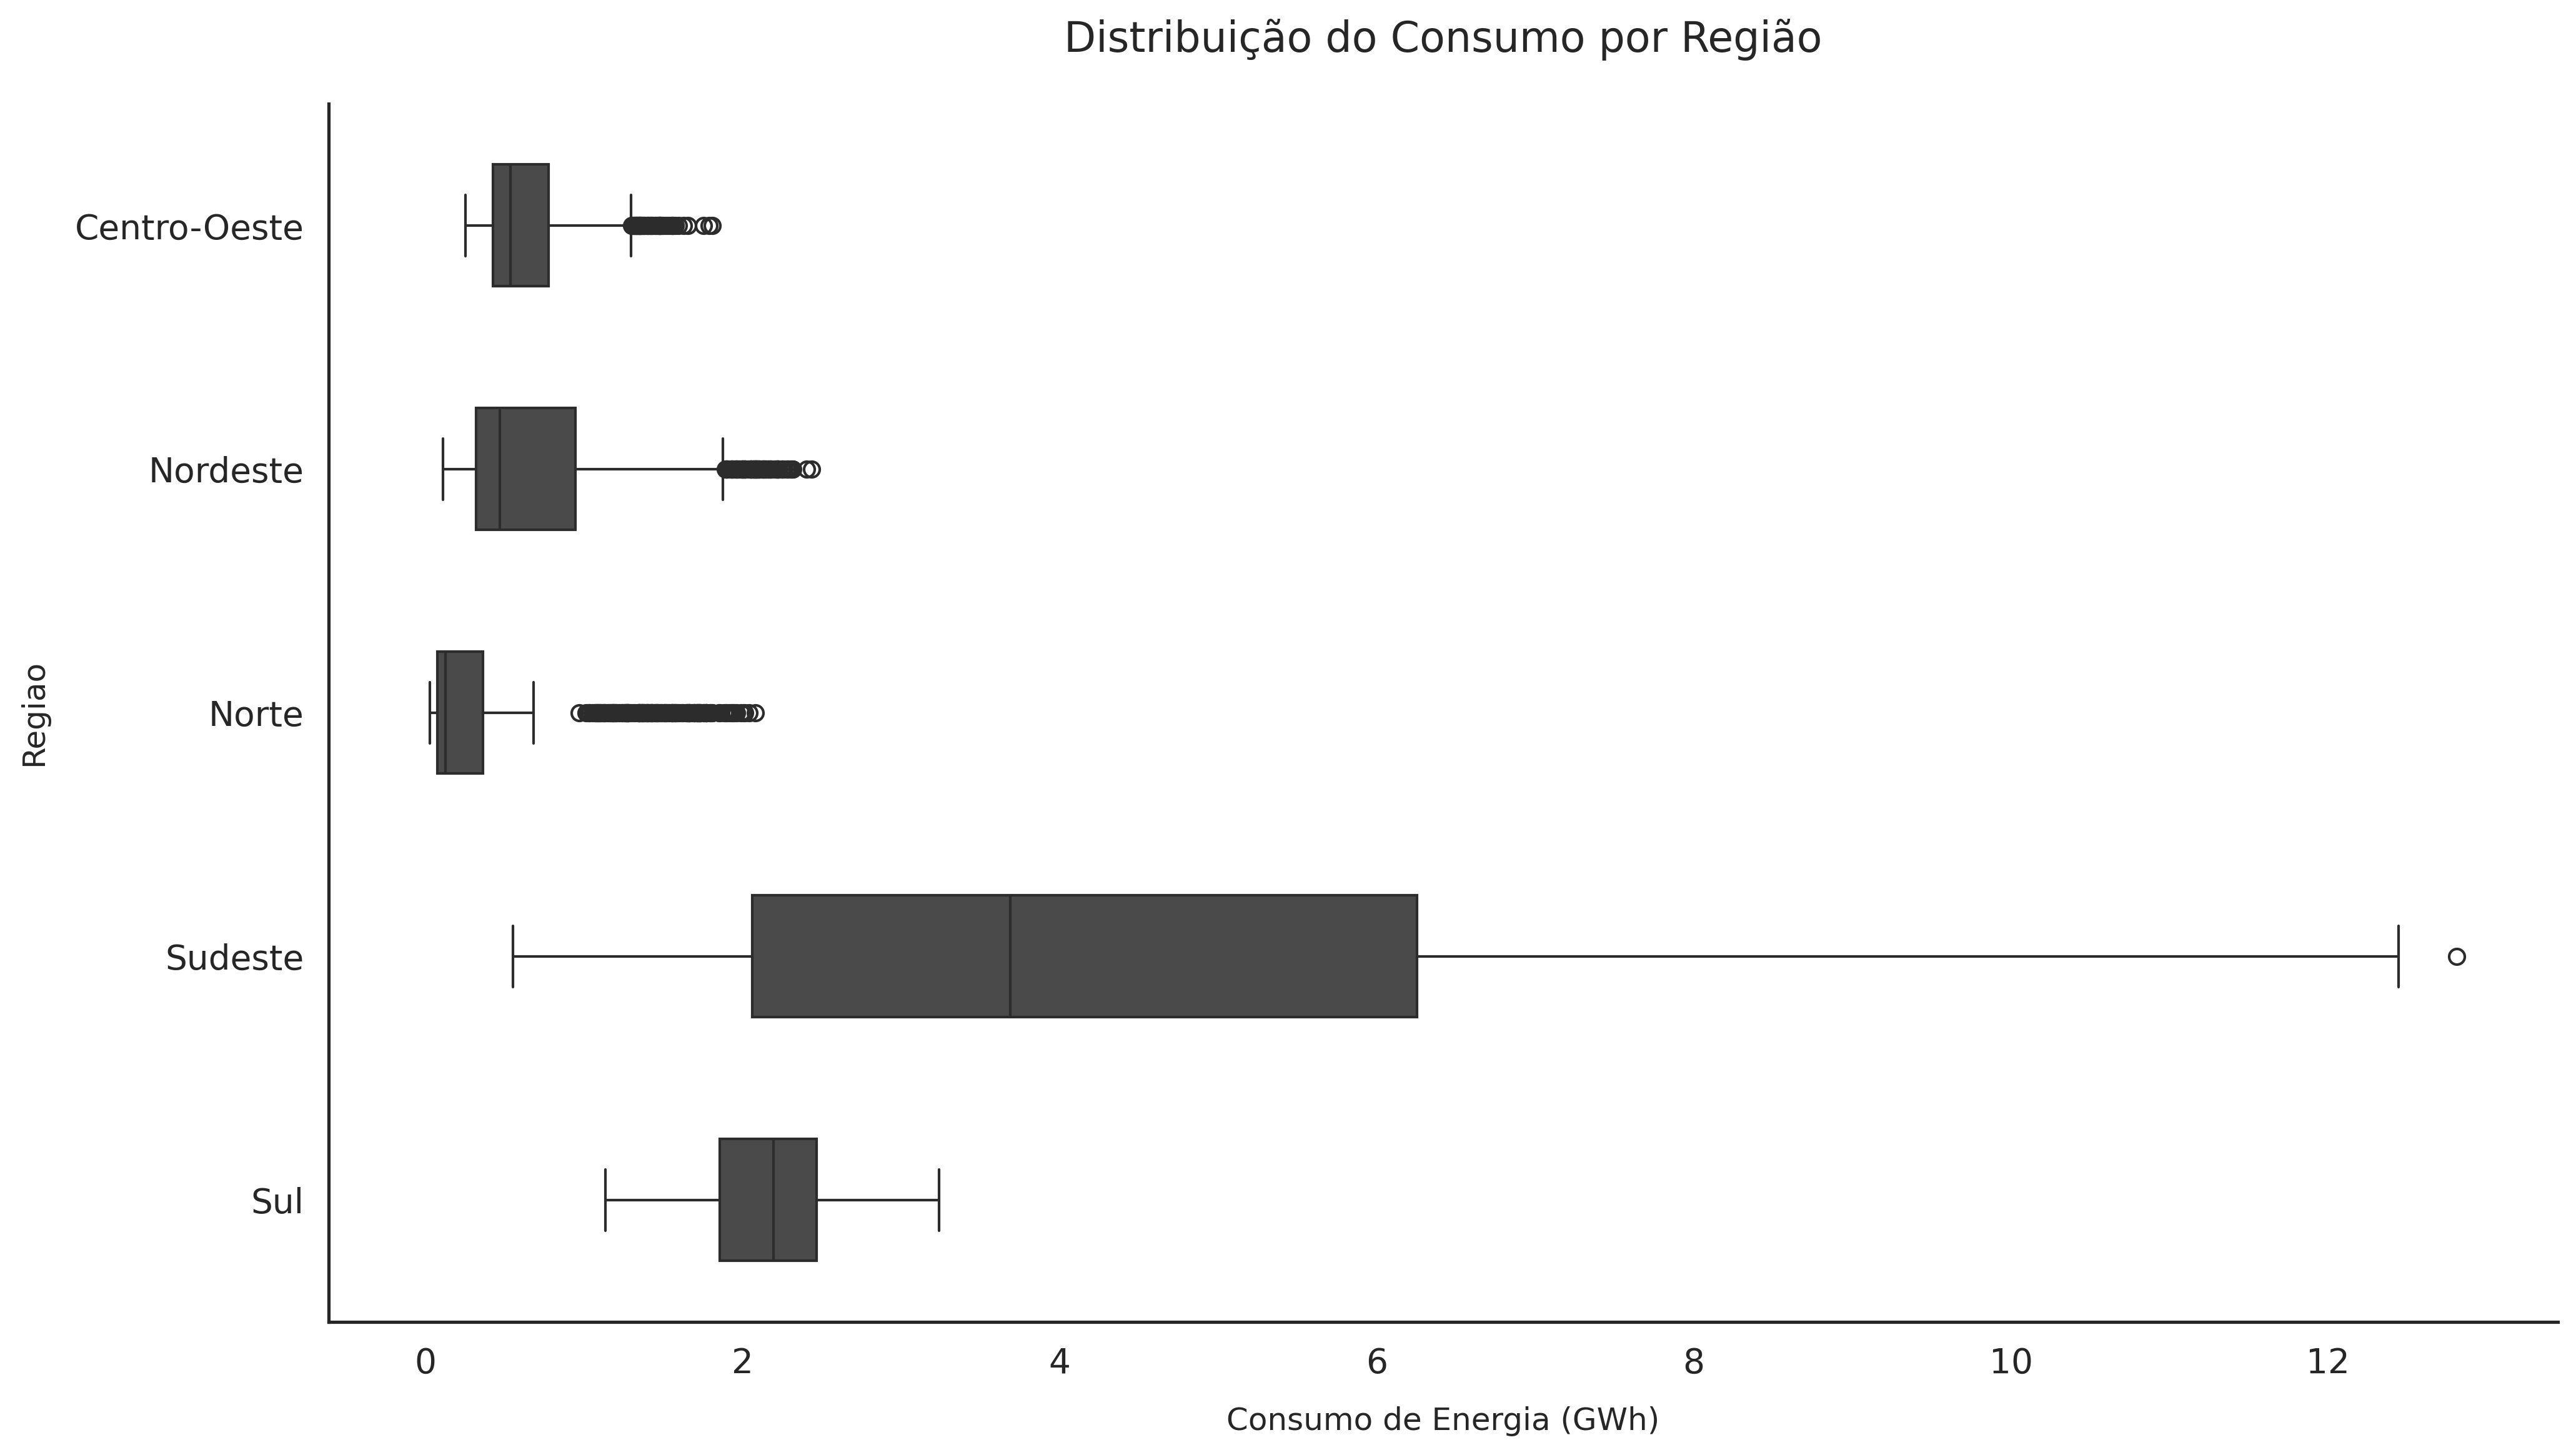 Distribuição do Consumo por Região
Centro-Oeste
Nordeste
Norte
Sudeste
Sul
Regiao
0 2 4 6 8 10 12
Consumo de Energia (GWh)